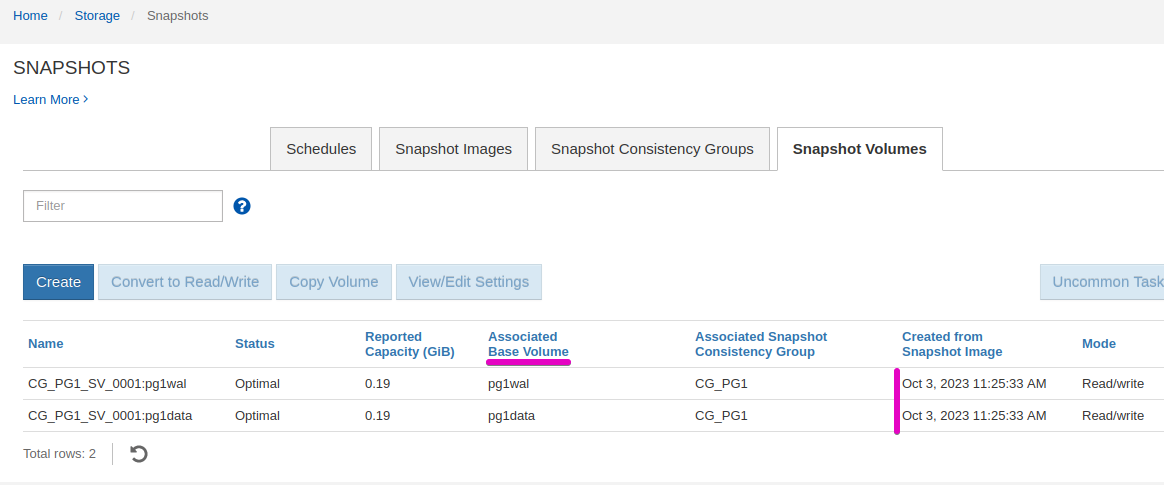 Home / Storage / Snapshots
SNAPSHOTS
Learn More >
Schedules Snapshot Images Snapshot Consistency Groups Snapshot Volumes
Filter ?
Create Convert to Read/Write Copy Volume View/Edit Settings Uncommon Task
Name Status Reported Capacity (GiB) Associated Base Volume Associated Snapshot Consistency Group Created from Snapshot Image Mode
CG_PG1_SV_0001:pg1wal Optimal 0.19 pg1wal CG_PG1 Oct 3, 2023 11:25:33 AM Read/write
CG_PG1_SV_0001:pg1data Optimal 0.19 pg1data CG_PG1 Oct 3, 2023 11:25:33 AM Read/write
Total rows: 2